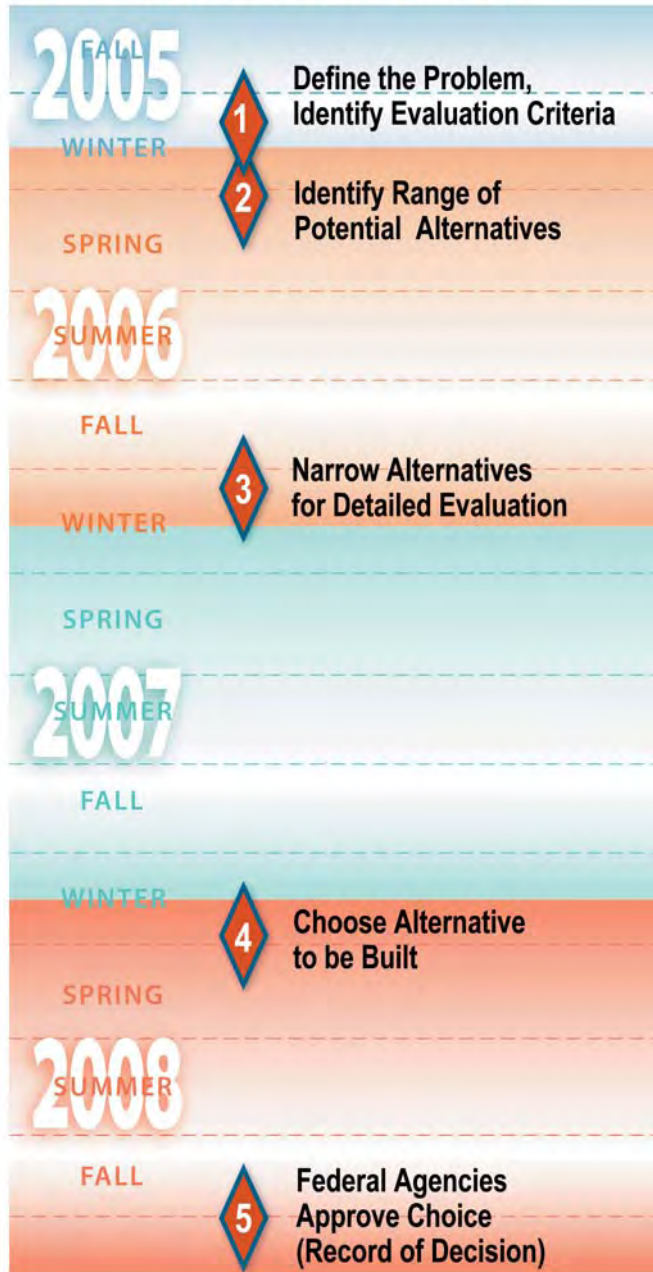 FALL
2005
WINTER
1
Define the Problem,
Identify Evaluation Criteria
2
Identify Range of
Potential Alternatives
SPRING
2006
SUMMER
FALL
3
Narrow Alternatives
for Detailed Evaluation
WINTER
SPRING
2007
SUMMER
FALL
WINTER
4
Choose Alternative
to be Built
SPRING
2008
SUMMER
FALL
5
Federal Agencies
Approve Choice
(Record of Decision)